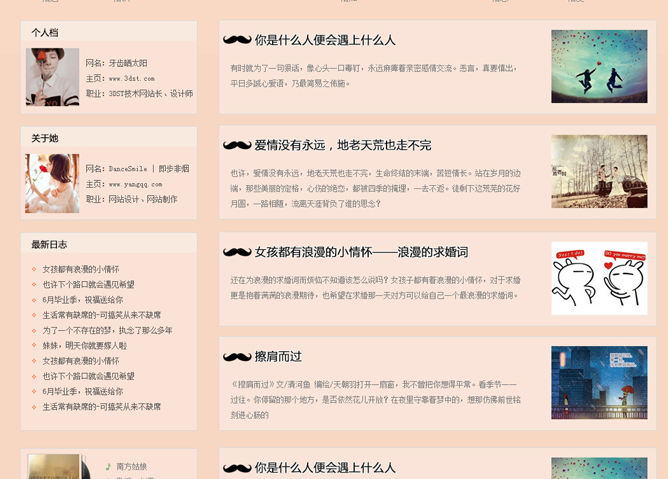 个人档
网名：牙齿晒太阳
主页：www.3dst.com
职业：3DST技术网站长、设计师
关于她
网名：DanceSmile | 即步非烟
主页：www.yangqq.com
职业：网站设计、网站制作
最新日志
女孩都有浪漫的小情怀
也许下个路口就会遇见希望
6月毕业季，祝福送给你
生活常有缺席的-可搞笑从来不缺席
为了一个不存在的梦，执念了那么多年
妹妹，明天你就要嫁人啦
女孩都有浪漫的小情怀
也许下个路口就会遇见希望
6月毕业季，祝福送给你
生活常有缺席的-可搞笑从来不缺席
南方姑娘
你是什么人便会遇上什么人
有时就为了一句狠话，像心头一口毒钉，永远麻痹着亲密感情交流。恶言，真要慎出，
平日多誠心爱语，乃最简易之佈施。
爱情没有永远，地老天荒也走不完
也许，爱情没有永远，地老天荒也走不完，生命终结的末端，苦短情长。站在岁月的边
端，那些美丽的定格，心伤的绝恋，都被四季的掩埋，一去不返。徒剩下这荒芜的花好
月圆，一路相随，流离天涯背负了谁的思念？
女孩都有浪漫的小情怀——浪漫的求婚词
还在为浪漫的求婚词而烦恼不知道该怎么说吗？女孩子都有着浪漫的小情怀，对于求婚
更是抱着满满的浪漫期待，也希望在求婚那一天对方可以给自己一个最浪漫的求婚词。
擦肩而过
《擦肩而过》文/清河鱼 编绘/天朝羽打开一扇窗，我不曾把你想得平常。看季节一一
过往。你停留的那个地方，是否依然花儿开放？在夜里守靠着梦中的，想那仿佛前世铭
刻进心肠的
你是什么人便会遇上什么人